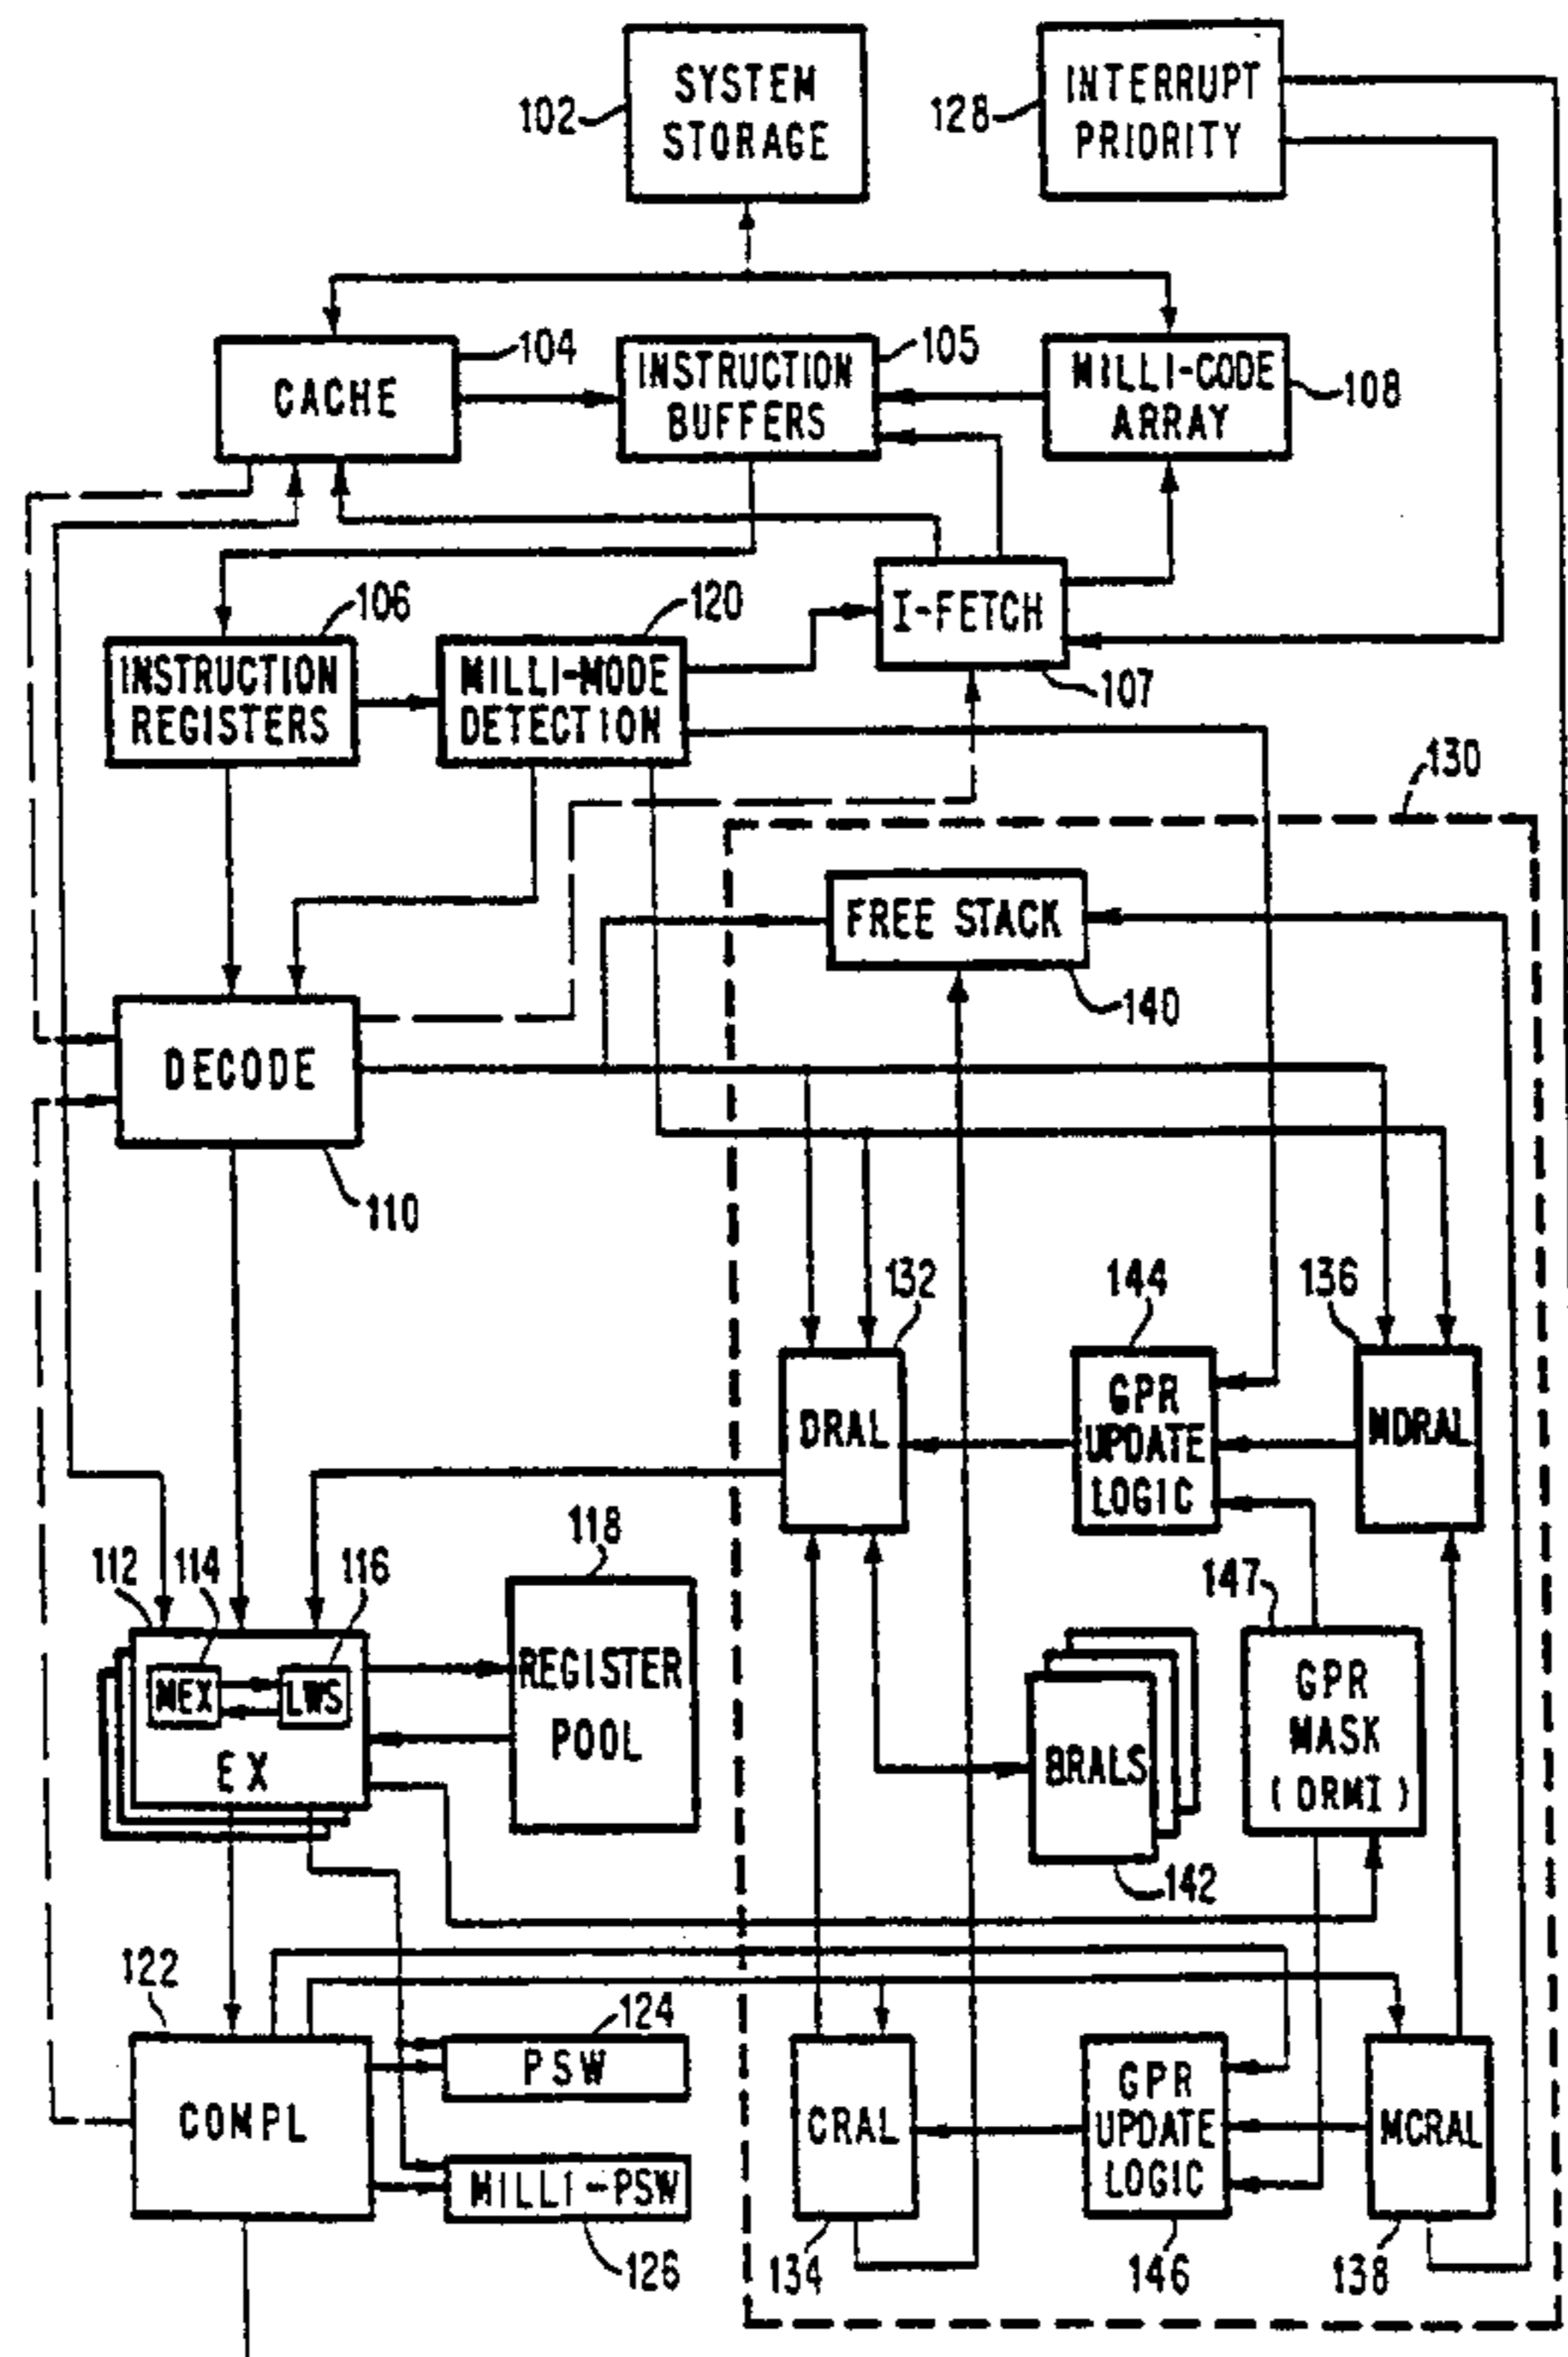 SYSTEM
STORAGE
102
INTERRUPT
PRIORITY
128
CACHE
104
INSTRUCTION
BUFFERS
105
MILLI-CODE
ARRAY
108
I-FETCH
107
INSTRUCTION
REGISTERS
106
MILLI-MODE
DETECTION
120
130
FREE STACK
140
DECODE
110
132
DRAL
144
GPR
UPDATE
LOGIC
136
MDRAL
112
114
116
MEX
LWS
EX
118
REGISTER
POOL
BRALS
142
147
GPR
MASK
(DRMI)
122
COMPL
124
PSW
MILLI-PSW
126
CRAL
134
GPR
UPDATE
LOGIC
146
MCRAL
138